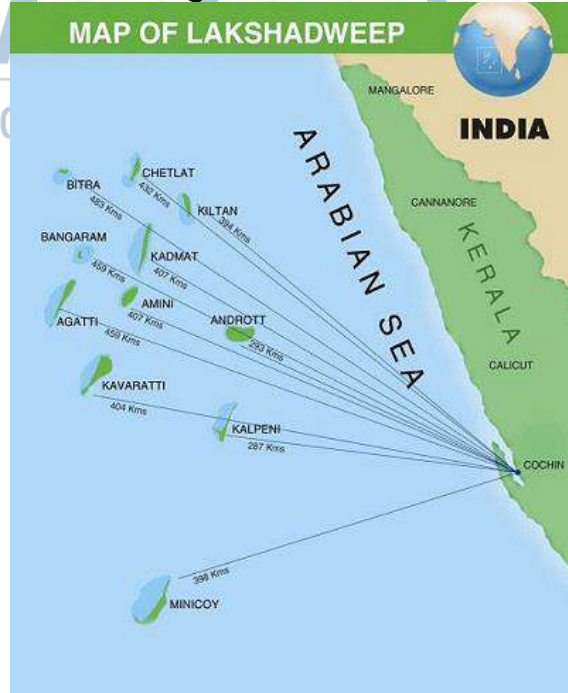 MAP OF LAKSHADWEEP
INDIA
MANGALORE
CANNANORE
KERALA
CALICUT
COCHIN
ARABIAN SEA
CHETLAT
432 Kms
BITRA
483 Kms
KILTAN
394 Kms
BANGARAM
459 Kms
KADMAT
407 Kms
AMINI
407 Kms
AGATTI
459 Kms
ANDROTT
293 Kms
KAVARATTI
404 Kms
KALPENI
287 Kms
398 Kms
MINICOY